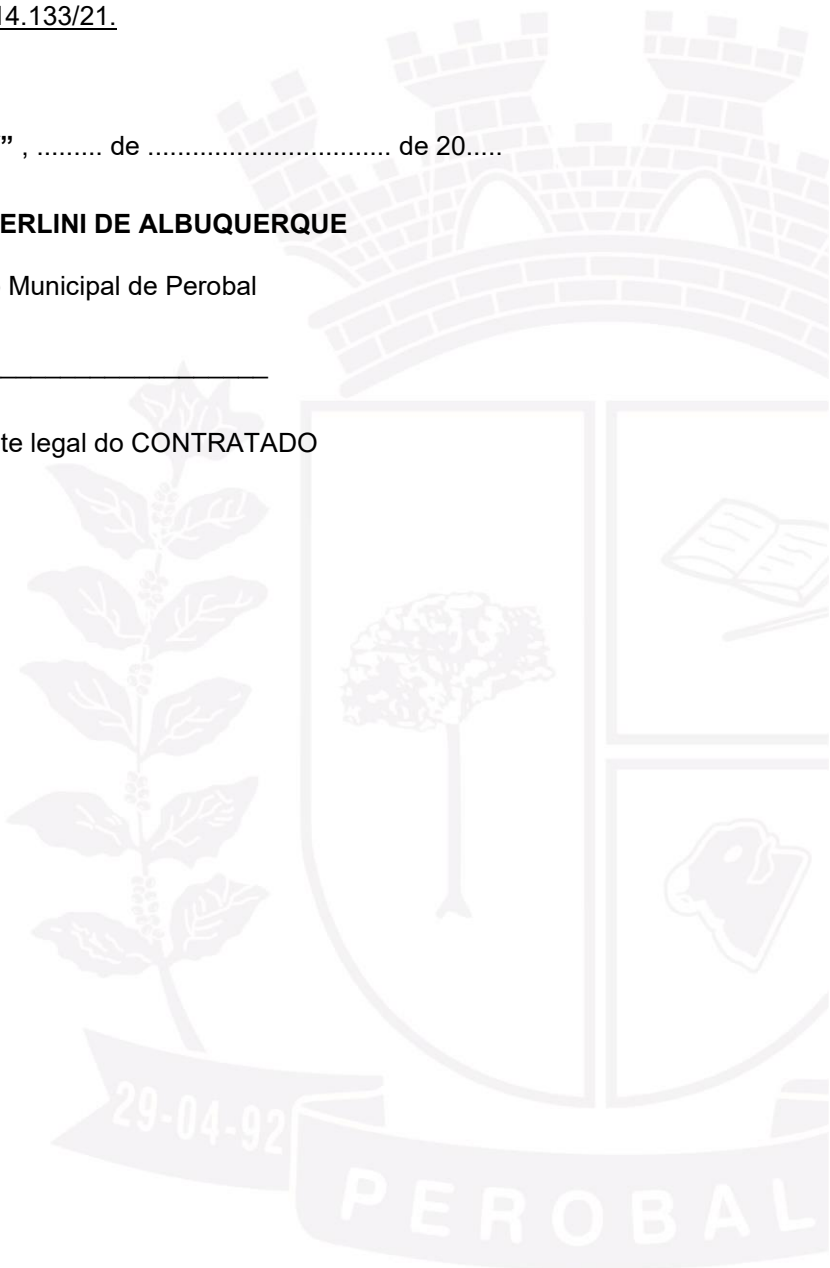 14.133/21.
” , ......... de ................................. de 20.....
ERLINI DE ALBUQUERQUE
Municipal de Perobal
te legal do CONTRATADO
29-04-92
PEROBAL